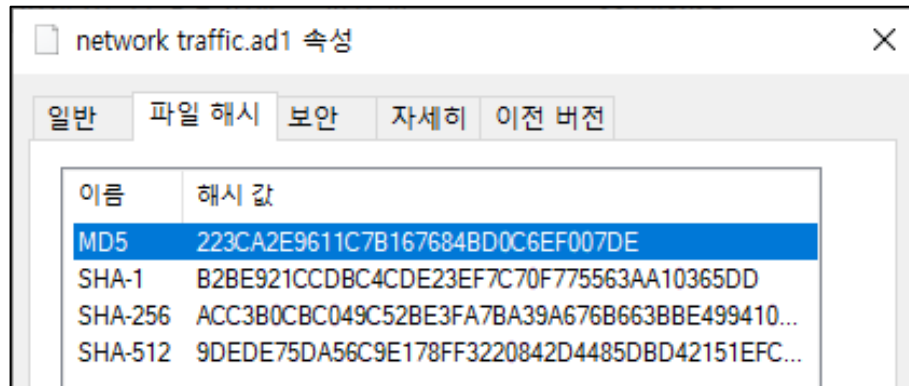 network traffic.ad1 속성
일반 파일 해시 보안 자세히 이전 버전
이름 해시 값
MD5 223CA2E9611C7B167684BD0C6EF007DE
SHA-1 B2BE921CCDBC4CDE23EF7C70F775563AA10365DD
SHA-256 ACC3B0CBC049C52BE3FA7BA39A676B663BBE499410...
SHA-512 9DEDE75DA56C9E178FF3220842D4485DBD42151EFC...